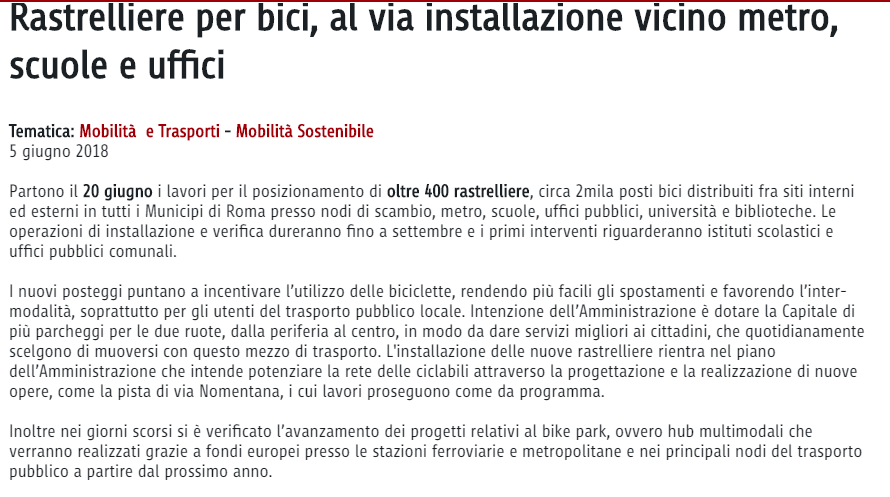 Rastrelliere per bici, al via installazione vicino metro,
scuole e uffici
Tematica: Mobilità e Trasporti - Mobilità Sostenibile
5 giugno 2018
Partono il 20 giugno i lavori per il posizionamento di oltre 400 rastrelliere, circa 2mila posti bici distribuiti fra siti interni
ed esterni in tutti i Municipi di Roma presso nodi di scambio, metro, scuole, uffici pubblici, università e biblioteche. Le
operazioni di installazione e verifica dureranno fino a settembre e i primi interventi riguarderanno istituti scolastici e
uffici pubblici comunali.
I nuovi posteggi puntano a incentivare l’utilizzo delle biciclette, rendendo più facili gli spostamenti e favorendo l’inter-
modalità, soprattutto per gli utenti del trasporto pubblico locale. Intenzione dell’Amministrazione è dotare la Capitale di
più parcheggi per le due ruote, dalla periferia al centro, in modo da dare servizi migliori ai cittadini, che quotidianamente
scelgono di muoversi con questo mezzo di trasporto. L'installazione delle nuove rastrelliere rientra nel piano
dell’Amministrazione che intende potenziare la rete delle ciclabili attraverso la progettazione e la realizzazione di nuove
opere, come la pista di via Nomentana, i cui lavori proseguono come da programma.
Inoltre nei giorni scorsi si è verificato l’avanzamento dei progetti relativi al bike park, ovvero hub multimodali che
verranno realizzati grazie a fondi europei presso le stazioni ferroviarie e metropolitane e nei principali nodi del trasporto
pubblico a partire dal prossimo anno.